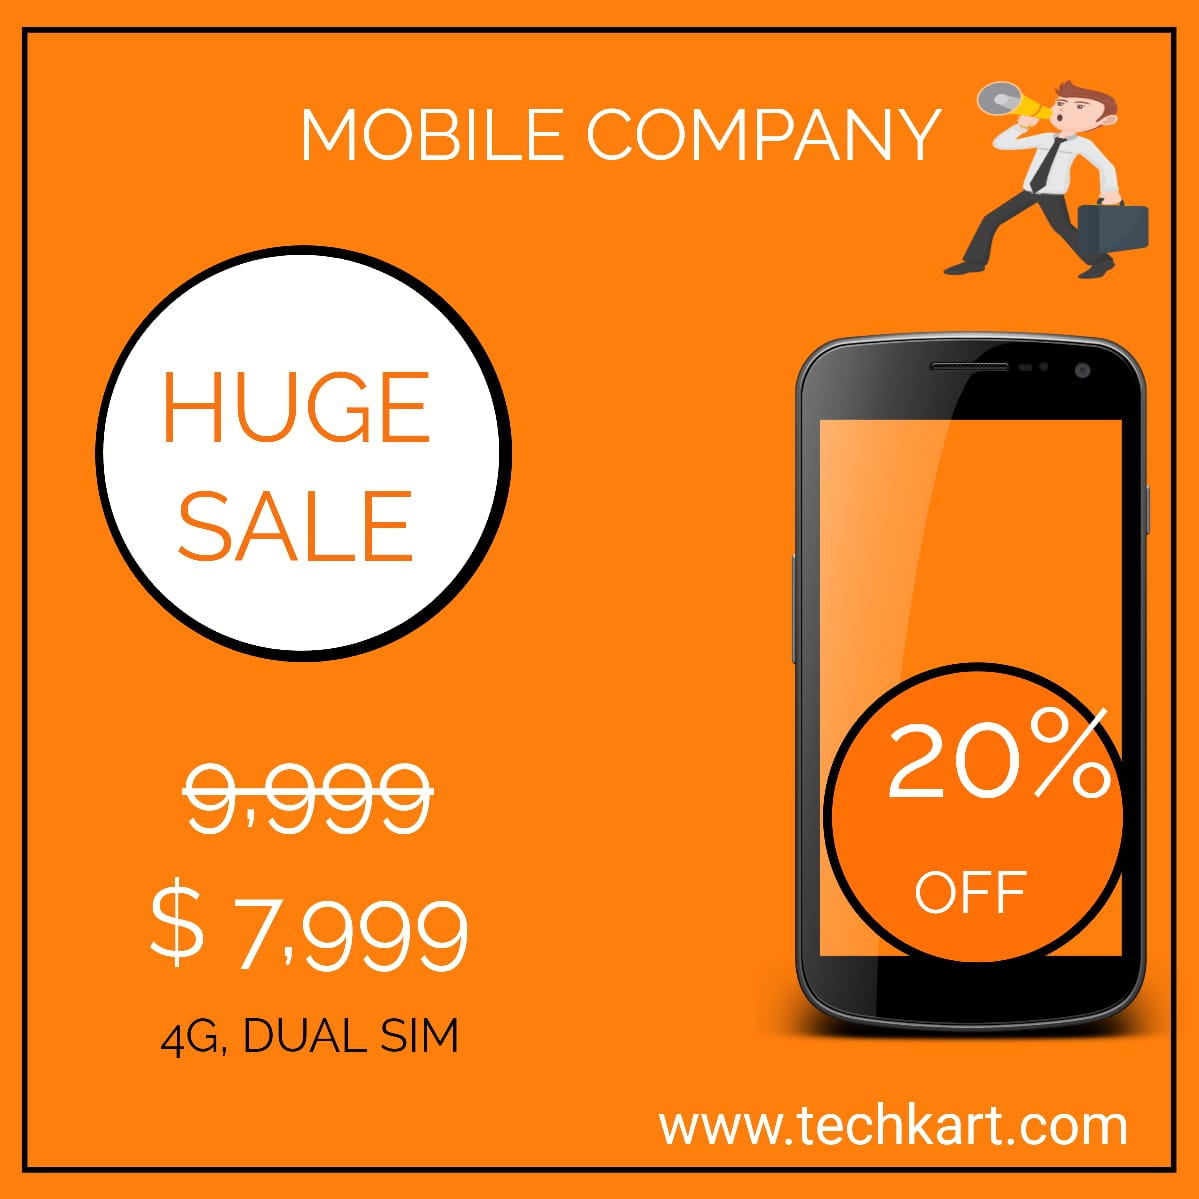 MOBILE COMPANY
HUGE
SALE
9,999
$ 7,999
4G, DUAL SIM
20%
OFF
www.techkart.com